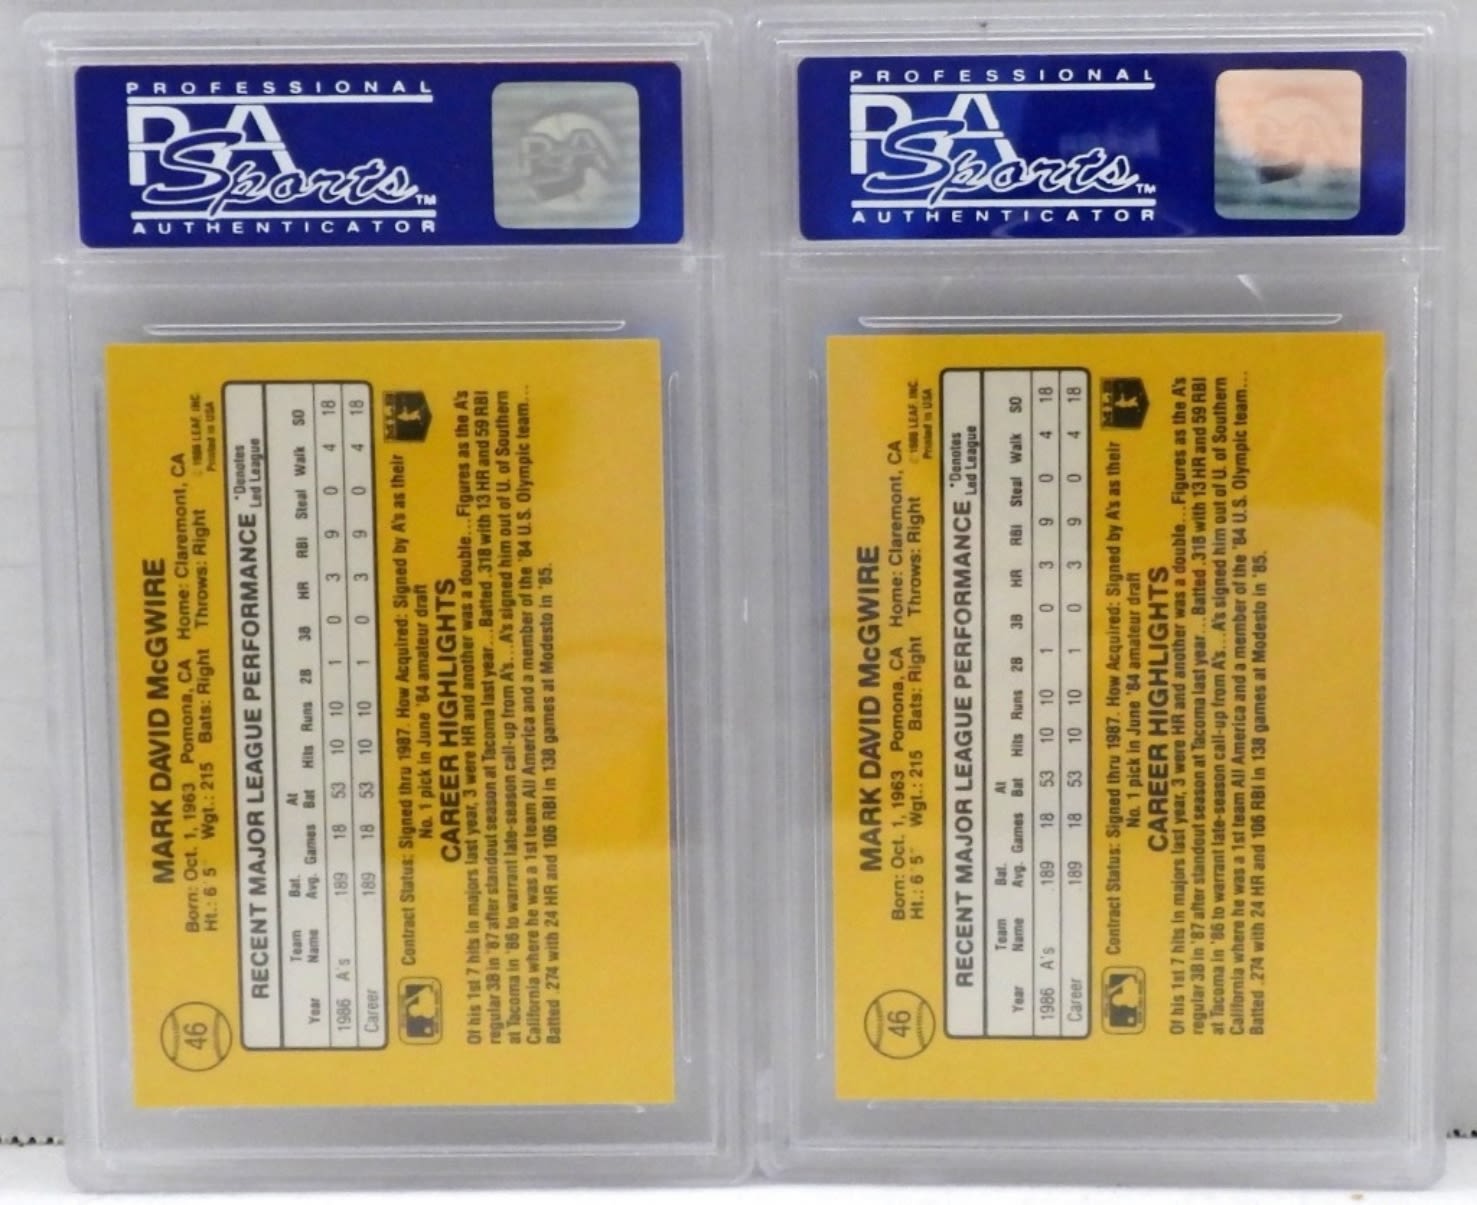 PROFESSIONAL
PSA
Sports™
AUTHENTICATOR
PSA
46
MARK DAVID McGWIRE
Born: Oct. 1, 1963 Pomona, CA Home: Claremont, CA
Ht.: 6'5" Wgt.: 215 Bats: Right Throws: Right
LEAF, INC.
Printed in USA
RECENT MAJOR LEAGUE PERFORMANCE
*Denotes
Led League
Year Team Name Bat. Avg. Games At Bat Hits Runs 2B 3B HR RBI Steal Walk SO
1986 A's 189 18 53 10 10 1 0 3 9 0 4 18
Career 189 18 53 10 10 1 0 3 9 0 4 18
Contract Status: Signed thru 1987. How Acquired: Signed by A's as their
No. 1 pick in June '84 amateur draft
CAREER HIGHLIGHTS
Of his 1st 7 hits in majors last year, 3 were HR and another was a double...Figures as the A's
regular 3B in '87 after standout season at Tacoma last year...Batted .318 with 13 HR and 59 RBI
at Tacoma in '86 to warrant late-season call-up from A's...A's signed him out of U. of Southern
California where he was a 1st team All America and a member of the '84 U.S. Olympic team...
Batted .274 with 24 HR and 106 RBI in 138 games at Modesto in '85.
PROFESSIONAL
PSA
Sports™
AUTHENTICATOR
PSA
46
MARK DAVID McGWIRE
Born: Oct. 1, 1963 Pomona, CA Home: Claremont, CA
Ht.: 6'5" Wgt.: 215 Bats: Right Throws: Right
LEAF, INC.
Printed in USA
RECENT MAJOR LEAGUE PERFORMANCE
*Denotes
Led League
Year Team Name Bat. Avg. Games At Bat Hits Runs 2B 3B HR RBI Steal Walk SO
1986 A's .189 18 53 10 10 1 0 3 9 0 4 18
Career 189 18 53 10 10 1 0 3 9 0 4 18
Contract Status: Signed thru 1987. How Acquired: Signed by A's as their
No. 1 pick in June '84 amateur draft
CAREER HIGHLIGHTS
Of his 1st 7 hits in majors last year, 3 were HR and another was a double...Figures as the A's
regular 3B in '87 after standout season at Tacoma last year...Batted .318 with 13 HR and 59 RBI
at Tacoma in '86 to warrant late-season call-up from A's...A's signed him out of U. of Southern
California where he was a 1st team All America and a member of the '84 U.S. Olympic team...
Batted .274 with 24 HR and 106 RBI in 138 games at Modesto in '85.